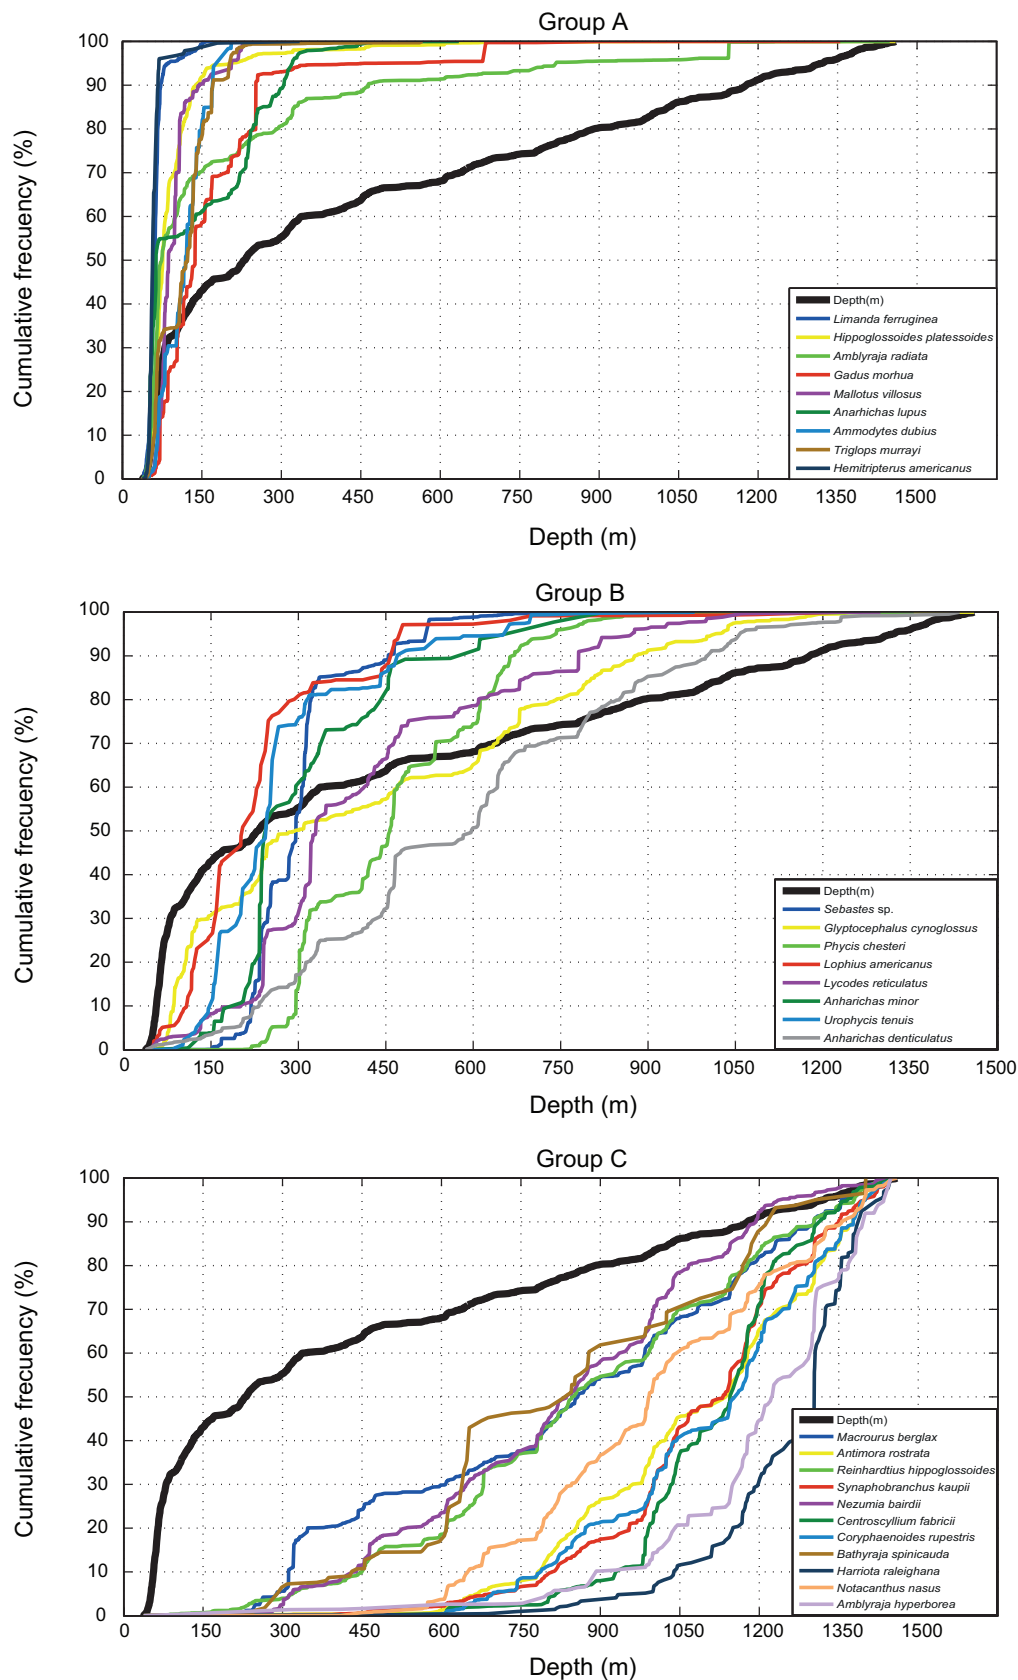 Group A
Cumulative frecuency (%)
100
90
80
70
60
50
40
30
20
10
0
0 150 300 450 600 750 900 1050 1200 1350 1500
Depth (m)
Depth(m)
Limanda ferruginea
Hippoglossoides platessoides
Amblyraja radiata
Gadus morhua
Mallotus villosus
Anarhichas lupus
Ammodytes dubius
Triglops murrayi
Hemitripterus americanus
Group B
Cumulative frecuency (%)
100
90
80
70
60
50
40
30
20
10
0
0 150 300 450 600 750 900 1050 1200 1350 1500
Depth (m)
Depth(m)
Sebastes sp.
Glyptocephalus cynoglossus
Phycis chesteri
Lophius americanus
Lycodes reticulatus
Anharichas minor
Urophycis tenuis
Anharichas denticulatus
Group C
Cumulative frecuency (%)
100
90
80
70
60
50
40
30
20
10
0
0 150 300 450 600 750 900 1050 1200 1350 1500
Depth (m)
Depth(m)
Macrourus berglax
Antimora rostrata
Reinhardtius hippoglossoides
Synaphobranchus kaupii
Nezumia bairdii
Centroscyllium fabricii
Coryphaenoides rupestris
Bathyraja spinicauda
Harriota raleighana
Notacanthus nasus
Amblyraja hyperborea